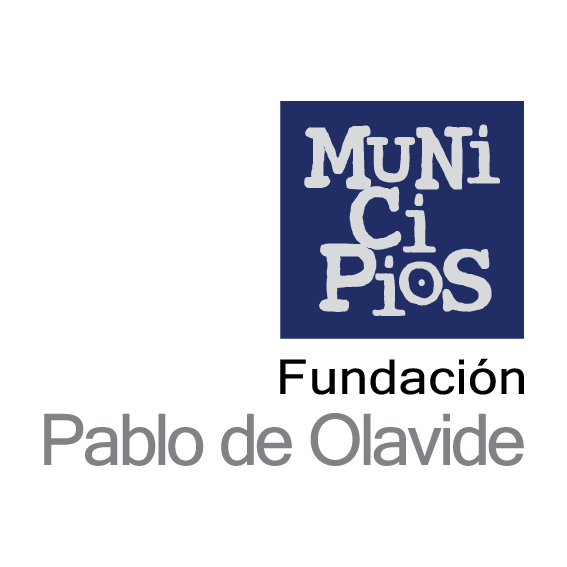 MUNi
Ci
PioS
Fundación
Pablo de Olavide